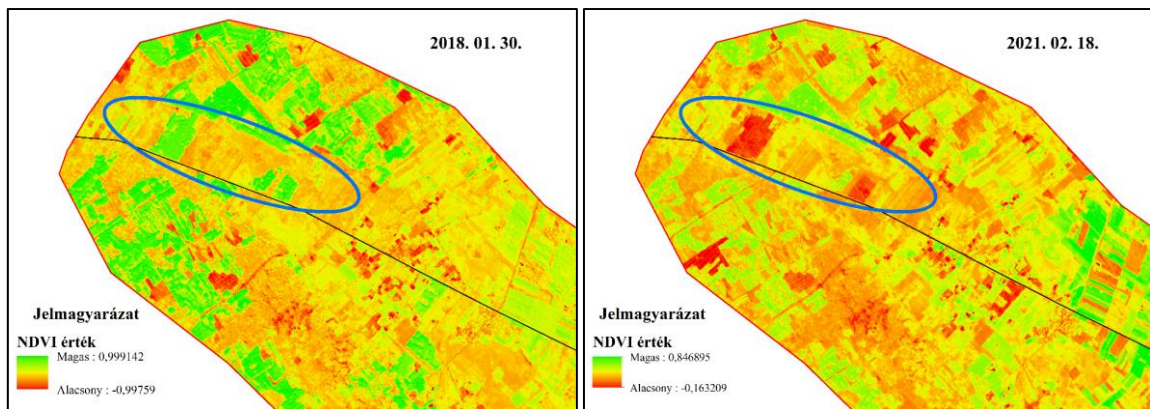 2018. 01. 30.
Jelmagyarázat
NDVI érték
Magas : 0,999142
Alacsony : -0,99759
2021. 02. 18.
Jelmagyarázat
NDVI érték
Magas : 0,846895
Alacsony : -0,163209